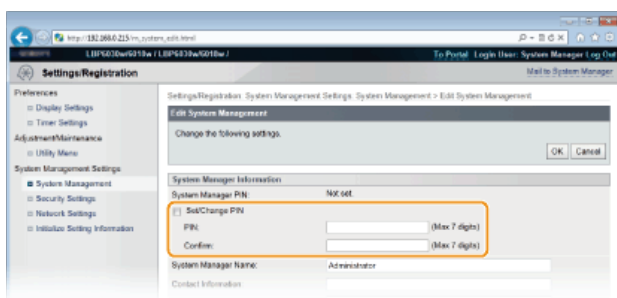 http://192.168.0.215/m_system_edit.html
LBP6030w/6018w / LBP6030w/6018w /
To Portal Login User: System Manager Log Out
Settings/Registration
Mail to System Manager
Preferences
Display Settings
Timer Settings
Adjustment/Maintenance
Utility Menu
System Management Settings
System Management
Security Settings
Network Settings
Initialize Setting Information
Settings/Registration: System Management Settings: System Management > Edit System Management
Edit System Management
Change the following settings.
OK Cancel
System Manager Information
System Manager PIN: Not set.
Set/Change PIN
PIN: (Max 7 digits)
Confirm: (Max 7 digits)
System Manager Name: Administrator
Contact Information